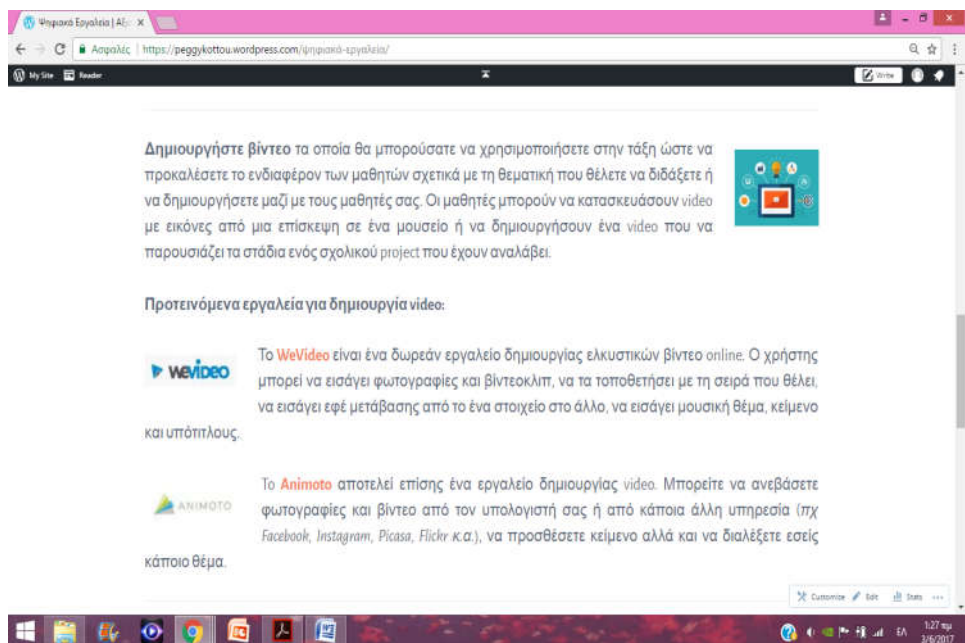 Ψηφιακά Εργαλεία | Αξι
Ασφαλές | https://peggykottou.wordpress.com/ψηφιακά-εργαλεία/
My Site Reader Write
Δημιουργήστε βίντεο τα οποία θα μπορούσατε να χρησιμοποιήσετε στην τάξη ώστε να
προκαλέσετε το ενδιαφέρον των μαθητών σχετικά με τη θεματική που θέλετε να διδάξετε ή
να δημιουργήσετε μαζί με τους μαθητές σας. Οι μαθητές μπορούν να κατασκευάσουν video
με εικόνες από μια επίσκεψη σε ένα μουσείο ή να δημιουργήσουν ένα video που να
παρουσιάζει τα στάδια ενός σχολικού project που έχουν αναλάβει.
Προτεινόμενα εργαλεία για δημιουργία video:
WEVIDEO
Το WeVideo είναι ένα δωρεάν εργαλείο δημιουργίας ελκυστικών βίντεο online. Ο χρήστης
μπορεί να εισάγει φωτογραφίες και βίντεοκλιπ, να τα τοποθετήσει με τη σειρά που θέλει,
να εισάγει εφέ μετάβασης από το ένα στοιχείο στο άλλο, να εισάγει μουσική θέμα, κείμενο
και υπότιτλους.
ANIMOTO
Το Animoto αποτελεί επίσης ένα εργαλείο δημιουργίας video. Μπορείτε να ανεβάσετε
φωτογραφίες και βίντεο από τον υπολογιστή σας ή από κάποια άλλη υπηρεσία (πχ
Facebook, Instagram, Picasa, Flickr κ.α.), να προσθέσετε κείμενο αλλά και να διαλέξετε εσείς
κάποιο θέμα.
Customize Edit Stats
ΕΛ 1:27 πμ
3/6/2017